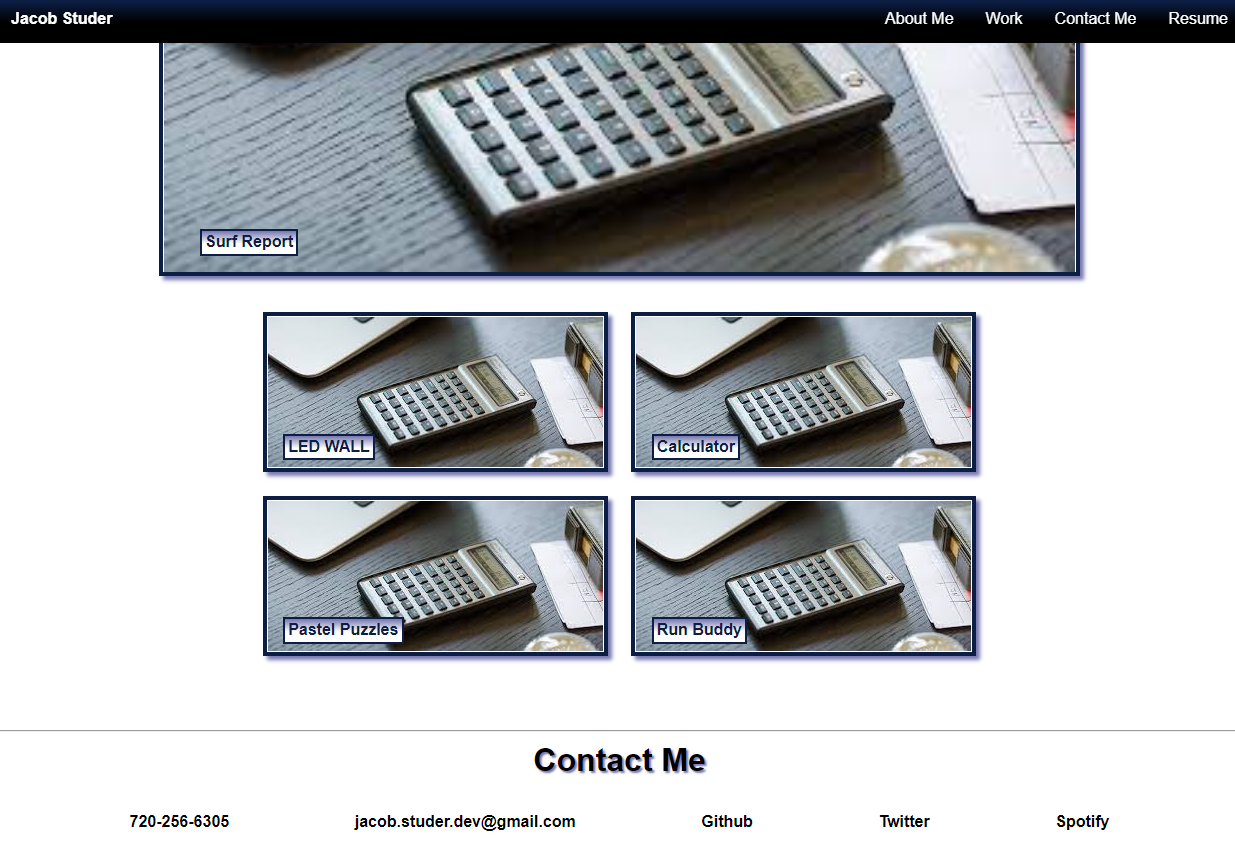 Jacob Studer About Me Work Contact Me Resume
Surf Report
LED WALL Calculator
Pastel Puzzles Run Buddy
Contact Me
720-256-6305 jacob.studer.dev@gmail.com Github Twitter Spotify